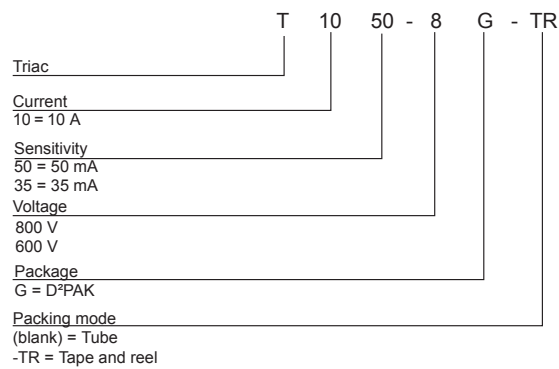 T 10 50 - 8 G - TR
Triac
Current
10 = 10 A
Sensitivity
50 = 50 mA
35 = 35 mA
Voltage
800 V
600 V
Package
G = D²PAK
Packing mode
(blank) = Tube
-TR = Tape and reel